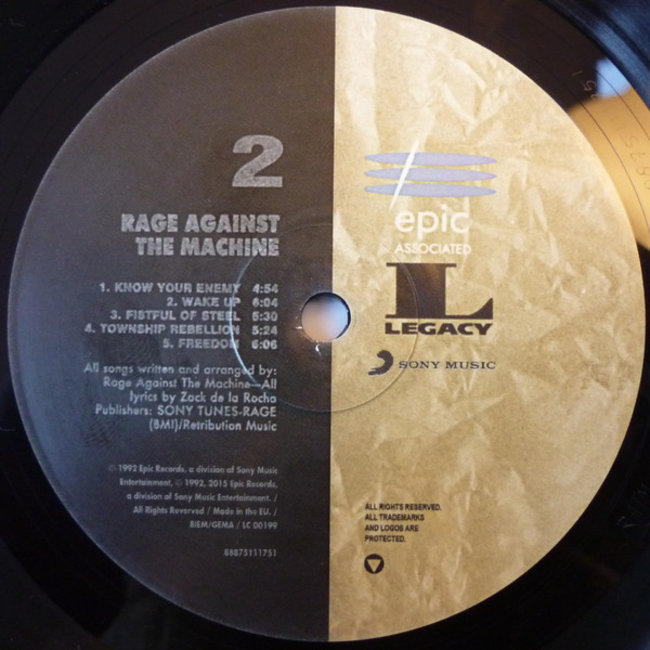 2
RAGE AGAINST
THE MACHINE
1. KNOW YOUR ENEMY 4:54
2. WAKE UP 6:04
3. FISTFUL OF STEEL 5:30
4. TOWNSHIP REBELLION 5:24
5. FREEDOM 6:06
All songs written and arranged by:
Rage Against The Machine—All
lyrics by Zack de la Rocha
Publishers: SONY TUNES-RAGE
(BMI)/Retribution Music
℗ 1992 Epic Records, a division of Sony Music
Entertainment, © 1992, 2015 Epic Records,
a division of Sony Music Entertainment. /
All Rights Reserved / Made in the EU. /
BIEM/GEMA / LC 00199
88875111751
epic
ASSOCIATED
L
LEGACY
SONY MUSIC
ALL RIGHTS RESERVED.
ALL TRADEMARKS
AND LOGOS ARE
PROTECTED.